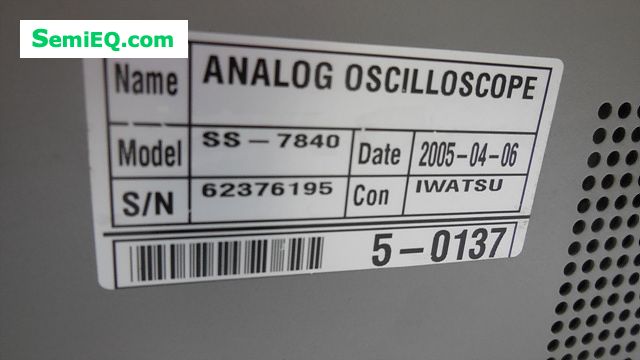 SemiEQ.com
Name ANALOG OSCILLOSCOPE
Model SS-7840 Date 2005-04-06
S/N 62376195 Con IWATSU
5-0137